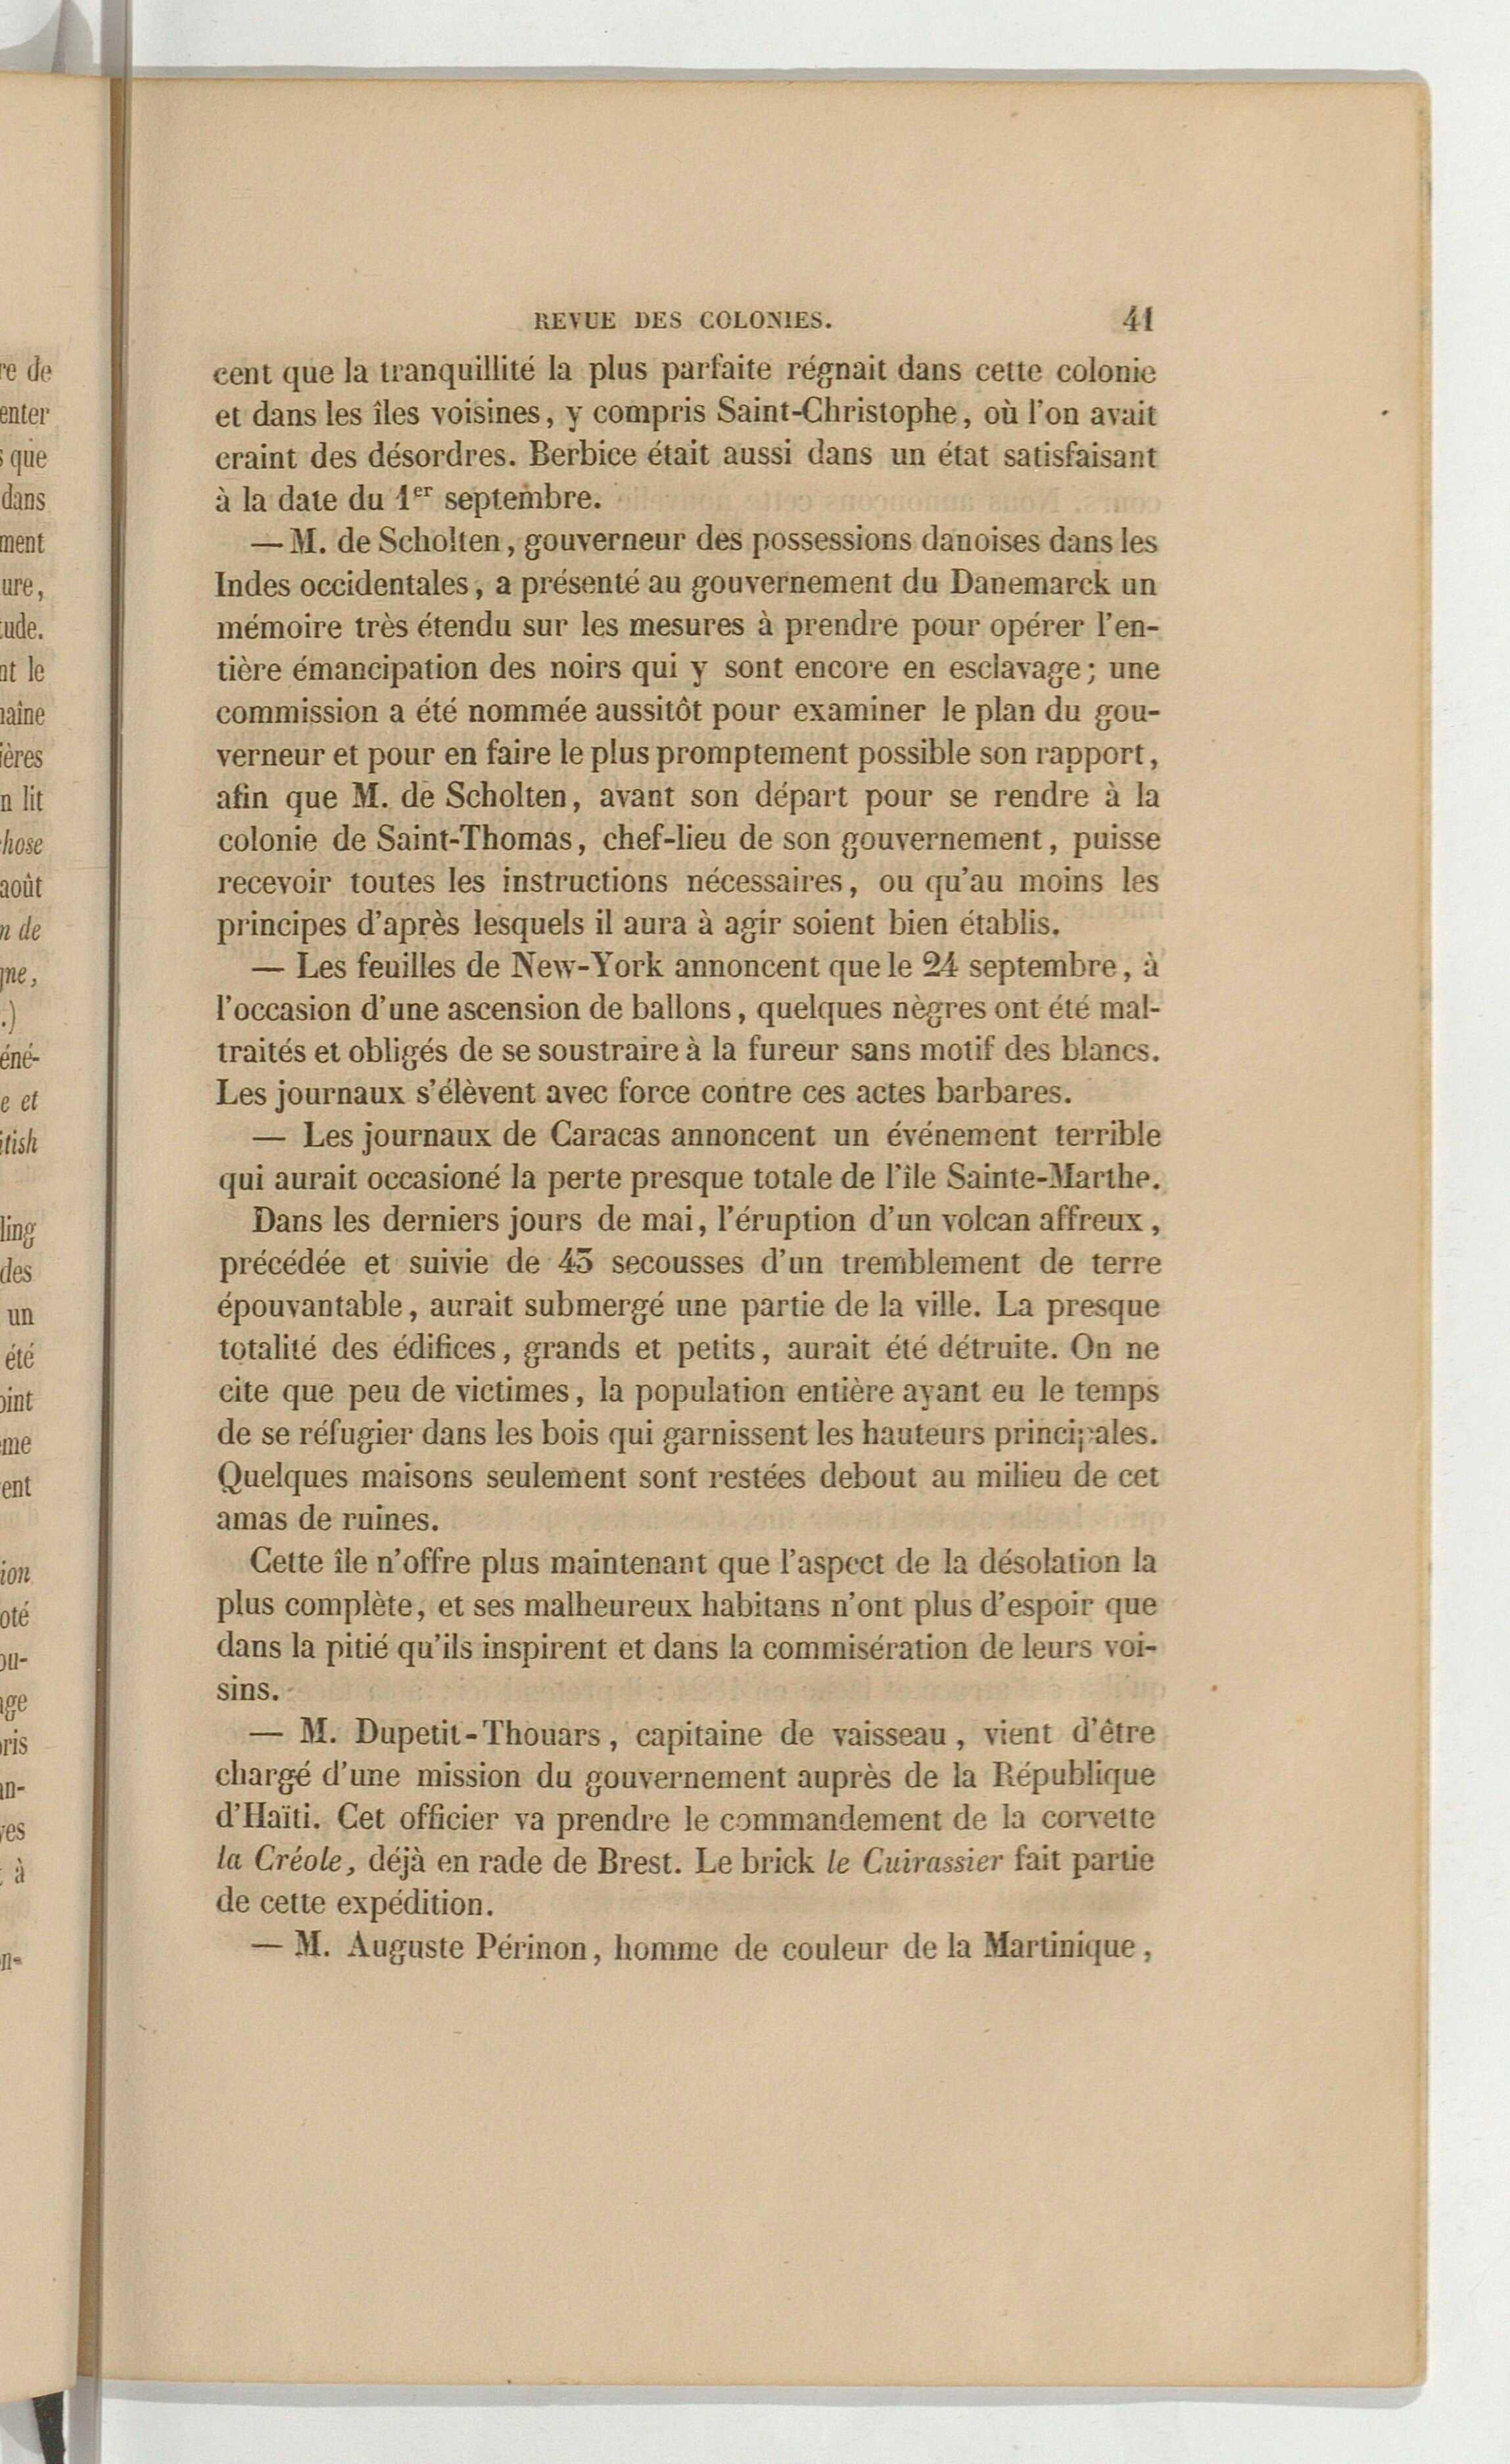 REVUE DES COLONIES. 41
cent que la tranquillité la plus parfaite régnait dans cette colonie
et dans les îles voisines, y compris Saint-Christophe, où l'on avait
craint des désordres. Berbice était aussi dans un état satisfaisant
à la date du 1er septembre.
— M. de Scholten, gouverneur des possessions danoises dans les
Indes occidentales, a présenté au gouvernement du Danemarck un
mémoire très étendu sur les mesures à prendre pour opérer l'en-
tière émancipation des noirs qui y sont encore en esclavage; une
commission a été nommée aussitôt pour examiner le plan du gou-
verneur et pour en faire le plus promptement possible son rapport,
afin que M. de Scholten, avant son départ pour se rendre à la
colonie de Saint-Thomas, chef-lieu de son gouvernement, puisse
recevoir toutes les instructions nécessaires, ou qu'au moins les
principes d'après lesquels il aura à agir soient bien établis.
— Les feuilles de New-York annoncent que le 24 septembre, à
l'occasion d'une ascension de ballons, quelques nègres ont été mal-
traités et obligés de se soustraire à la fureur sans motif des blancs.
Les journaux s'élèvent avec force contre ces actes barbares.
— Les journaux de Caracas annoncent un événement terrible
qui aurait occasioné la perte presque totale de l'île Sainte-Marthe.
Dans les derniers jours de mai, l'éruption d'un volcan affreux,
précédée et suivie de 45 secousses d'un tremblement de terre
épouvantable, aurait submergé une partie de la ville. La presque
totalité des édifices, grands et petits, aurait été détruite. On ne
cite que peu de victimes, la population entière ayant eu le temps
de se réfugier dans les bois qui garnissent les hauteurs principales.
Quelques maisons seulement sont restées debout au milieu de cet
amas de ruines.
Cette île n'offre plus maintenant que l'aspect de la désolation la
plus complète, et ses malheureux habitans n'ont plus d'espoir que
dans la pitié qu'ils inspirent et dans la commisération de leurs voi-
sins.
— M. Dupetit-Thouars, capitaine de vaisseau, vient d'être
chargé d'une mission du gouvernement auprès de la République
d'Haïti. Cet officier va prendre le commandement de la corvette
la Créole, déjà en rade de Brest. Le brick le Cuirassier fait partie
de cette expédition.
— M. Auguste Périnon, homme de couleur de la Martinique,